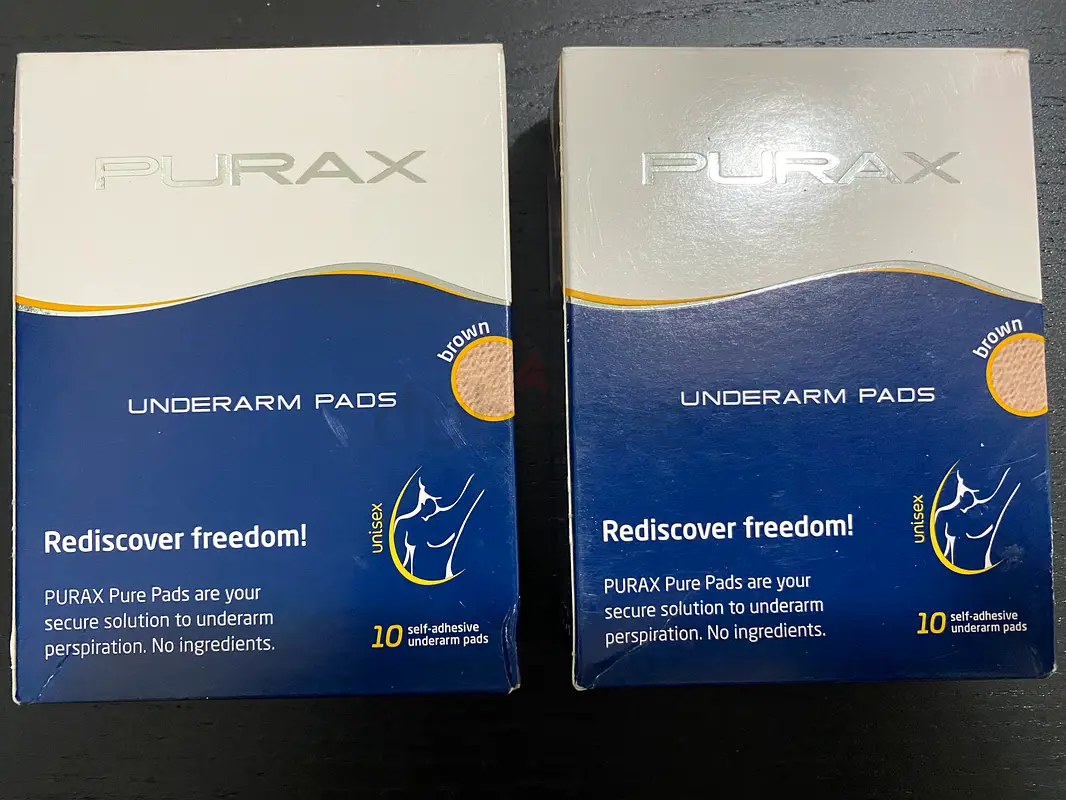 PURAX
brown
UNDERARM PADS
unisex
Rediscover freedom!
PURAX Pure Pads are your
secure solution to underarm
perspiration. No ingredients.
10 self-adhesive
underarm pads
PURAX
brown
UNDERARM PADS
unisex
Rediscover freedom!
PURAX Pure Pads are your
secure solution to underarm
perspiration. No ingredients.
10 self-adhesive
underarm pads